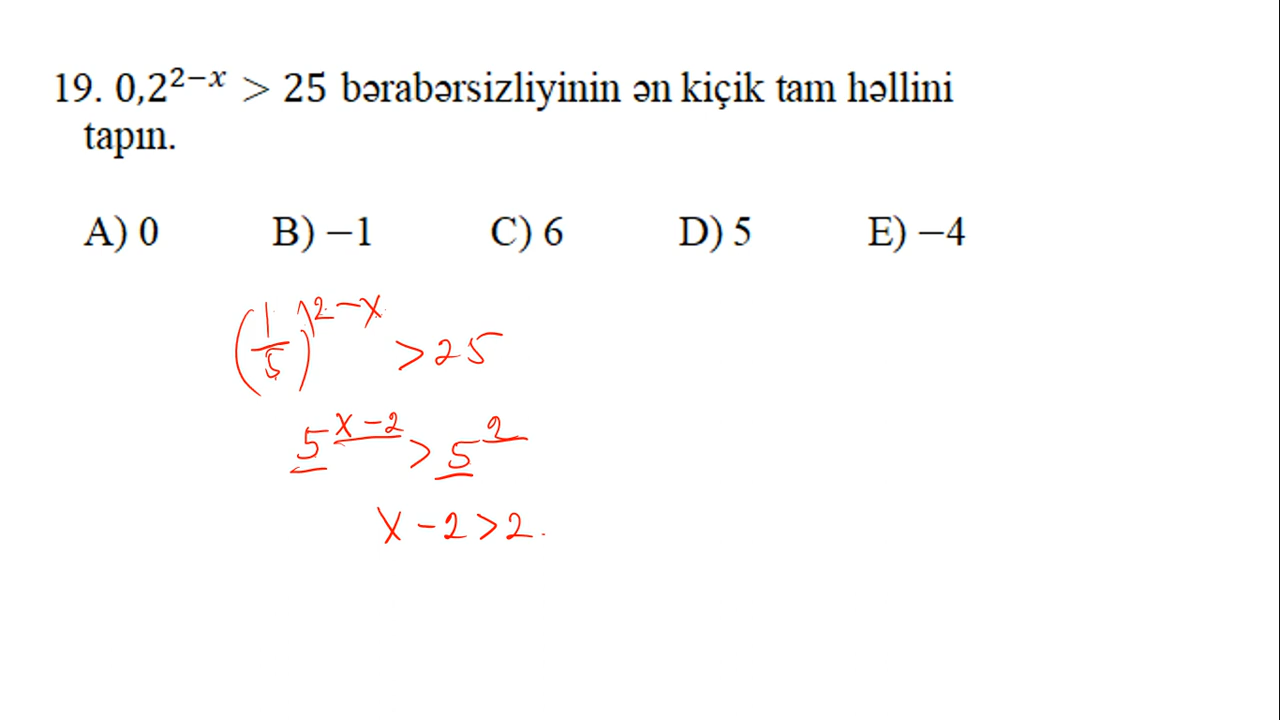 19. 0,2^{2−x} > 25 bərabərsizliyinin ən kiçik tam həllini
tapın.
A) 0 B) −1 C) 6 D) 5 E) −4
(1/5)^{2−x} > 25
5^{x−2} > 5^2
x − 2 > 2.